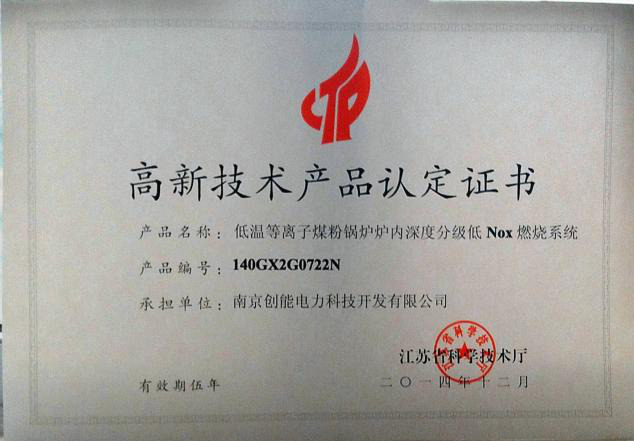 高新技术产品认定证书
产品名称：低温等离子煤粉锅炉炉内深度分级低 Nox 燃烧系统
产品编号：140GX2G0722N
承担单位：南京创能电力科技开发有限公司
江苏省科学技术厅
有效期伍年
二〇一四年十二月